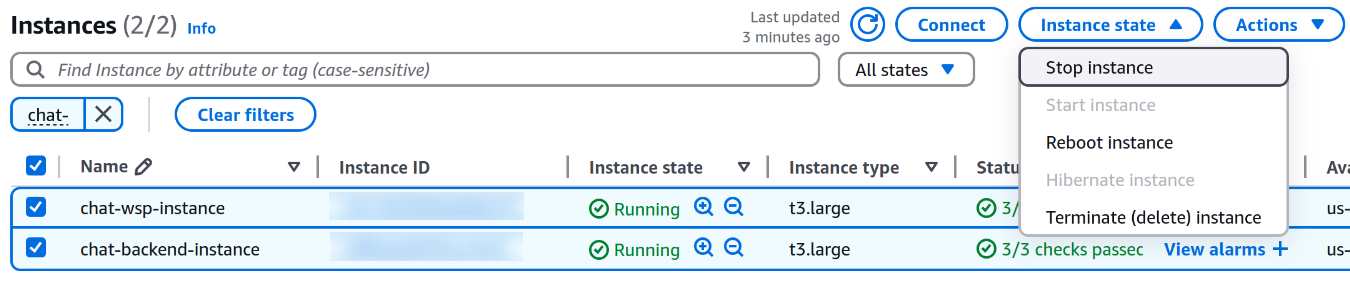 Instances (2/2) Info
Last updated
3 minutes ago
Connect
Instance state
Actions
Find Instance by attribute or tag (case-sensitive)
All states
Stop instance
Start instance
Reboot instance
Hibernate instance
Terminate (delete) instance
chat-
Clear filters
Name Instance ID Instance state Instance type Statu Ava
chat-wsp-instance Running t3.large 3/ us-
chat-backend-instance Running t3.large 3/3 checks passec View alarms + us-